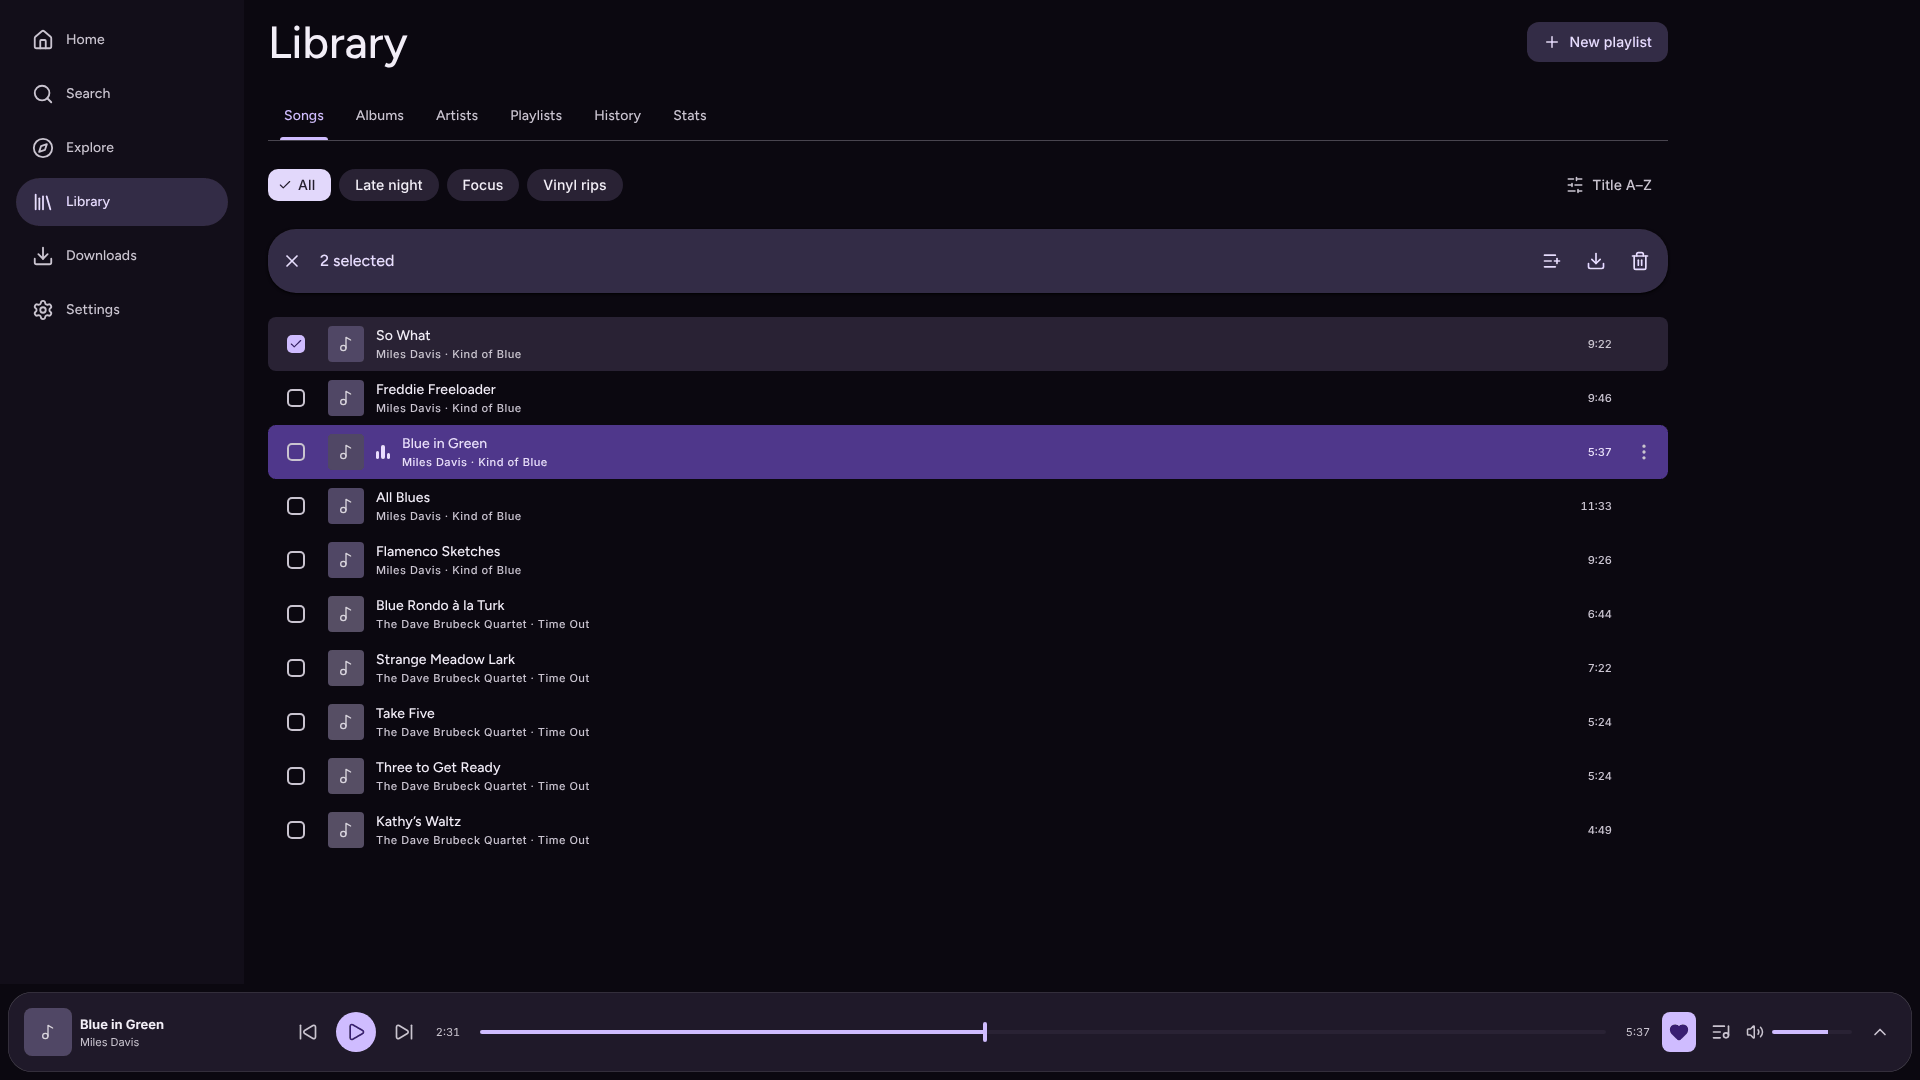 Home
Search
Explore
Library
Downloads
Settings
Library
New playlist
Songs
Albums
Artists
Playlists
History
Stats
All
Late night
Focus
Vinyl rips
Title A–Z
2 selected
So What
Miles Davis · Kind of Blue
9:22
Freddie Freeloader
Miles Davis · Kind of Blue
9:46
Blue in Green
Miles Davis · Kind of Blue
5:37
All Blues
Miles Davis · Kind of Blue
11:33
Flamenco Sketches
Miles Davis · Kind of Blue
9:26
Blue Rondo à la Turk
The Dave Brubeck Quartet · Time Out
6:44
Strange Meadow Lark
The Dave Brubeck Quartet · Time Out
7:22
Take Five
The Dave Brubeck Quartet · Time Out
5:24
Three to Get Ready
The Dave Brubeck Quartet · Time Out
5:24
Kathy’s Waltz
The Dave Brubeck Quartet · Time Out
4:49
Blue in Green
Miles Davis
2:31
5:37